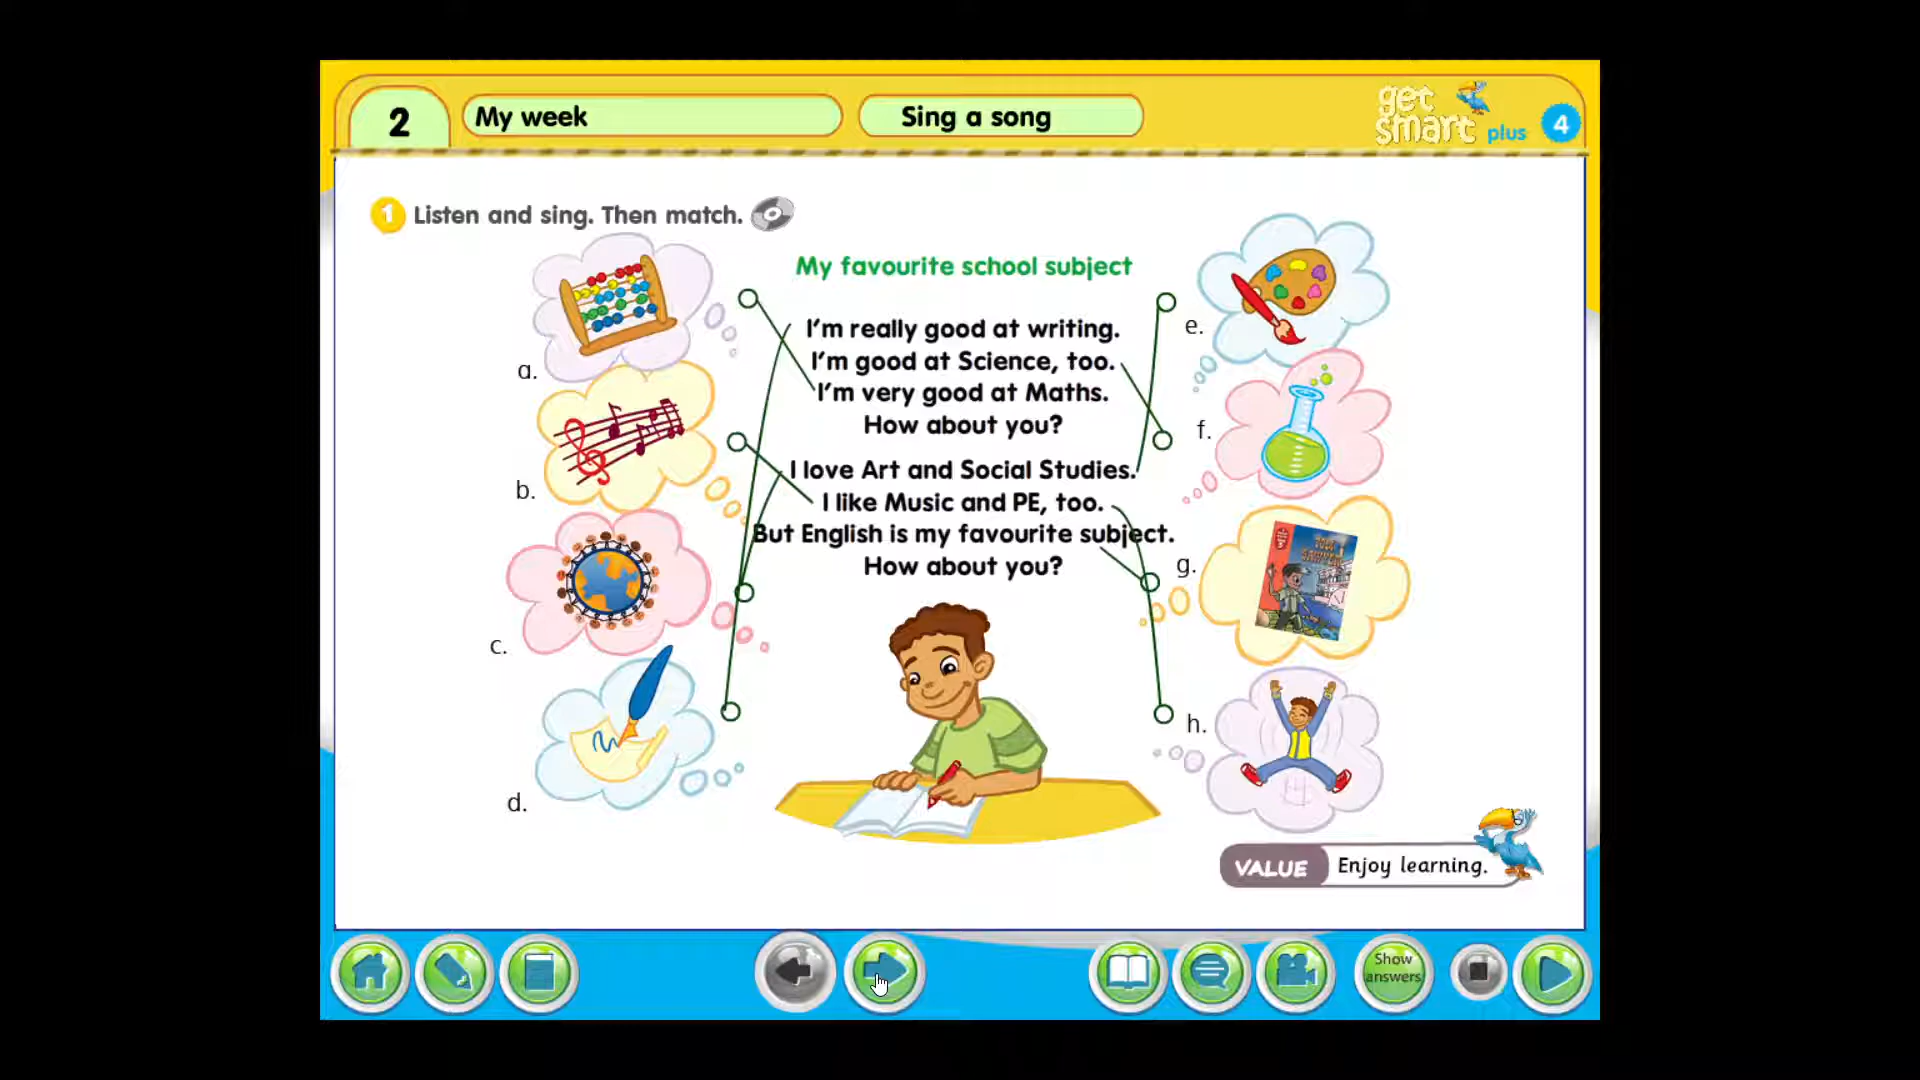 2
My week
Sing a song
get
smart plus 4
1 Listen and sing. Then match.
My favourite school subject
I'm really good at writing.
I'm good at Science, too.
I'm very good at Maths.
How about you?
I love Art and Social Studies.
I like Music and PE, too.
But English is my favourite subject.
How about you?
a.
b.
c.
d.
e.
f.
g.
h.
VALUE Enjoy learning.
Show
answers